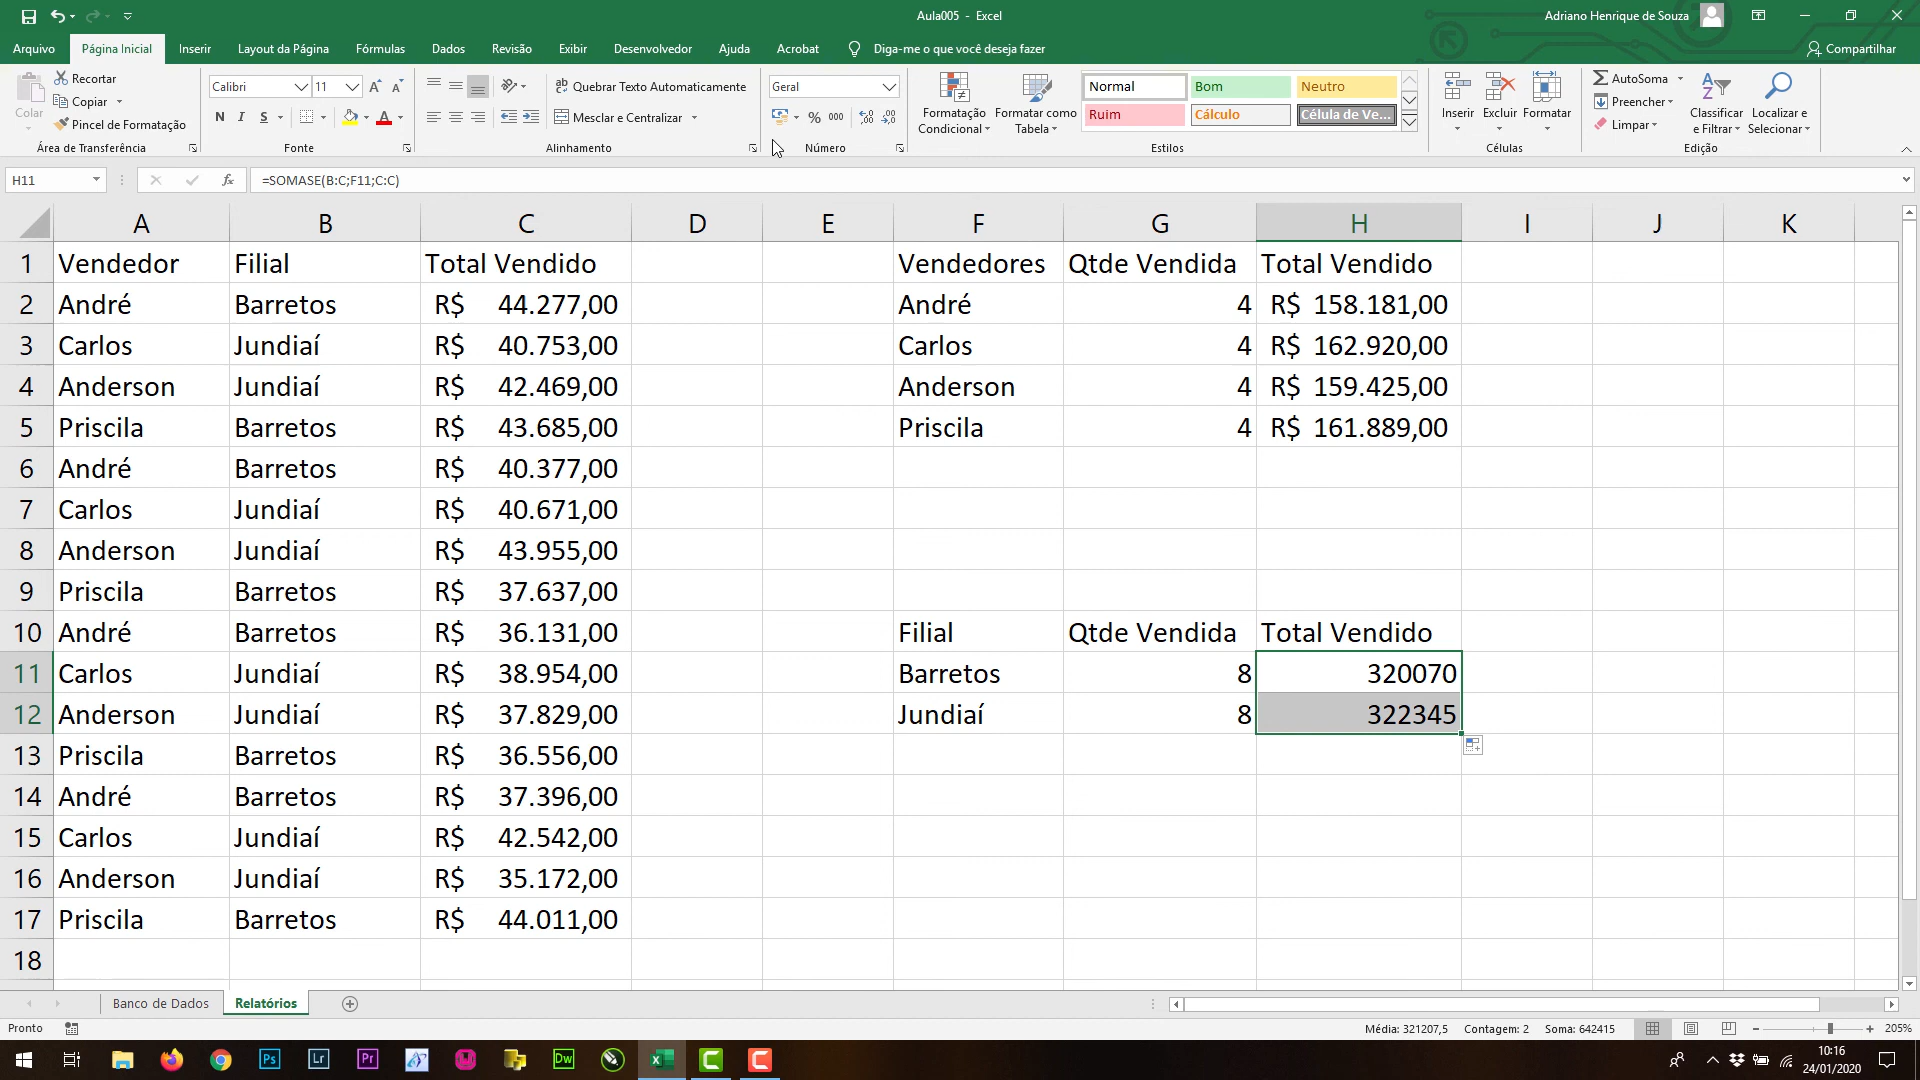 Aula005 - Excel
Adriano Henrique de Souza
Arquivo Página Inicial Inserir Layout da Página Fórmulas Dados Revisão Exibir Desenvolvedor Ajuda Acrobat Diga-me o que você deseja fazer Compartilhar
Colar
Recortar
Copiar
Pincel de Formatação
Área de Transferência
Calibri 11
N I S
Fonte
Quebrar Texto Automaticamente
Mesclar e Centralizar
Alinhamento
Geral
% 000
Número
Formatação Condicional
Formatar como Tabela
Normal Bom Neutro
Ruim Cálculo Célula de Ve...
Estilos
Inserir Excluir Formatar
Células
AutoSoma
Preencher
Limpar
Classificar e Filtrar
Localizar e Selecionar
Edição
H11 fx =SOMASE(B:C;F11;C:C)
A B C D E F G H I J K
1 Vendedor Filial Total Vendido Vendedores Qtde Vendida Total Vendido
2 André Barretos R$ 44.277,00 André 4 R$ 158.181,00
3 Carlos Jundiaí R$ 40.753,00 Carlos 4 R$ 162.920,00
4 Anderson Jundiaí R$ 42.469,00 Anderson 4 R$ 159.425,00
5 Priscila Barretos R$ 43.685,00 Priscila 4 R$ 161.889,00
6 André Barretos R$ 40.377,00
7 Carlos Jundiaí R$ 40.671,00
8 Anderson Jundiaí R$ 43.955,00
9 Priscila Barretos R$ 37.637,00
10 André Barretos R$ 36.131,00 Filial Qtde Vendida Total Vendido
11 Carlos Jundiaí R$ 38.954,00 Barretos 8 320070
12 Anderson Jundiaí R$ 37.829,00 Jundiaí 8 322345
13 Priscila Barretos R$ 36.556,00
14 André Barretos R$ 37.396,00
15 Carlos Jundiaí R$ 42.542,00
16 Anderson Jundiaí R$ 35.172,00
17 Priscila Barretos R$ 44.011,00
18
Banco de Dados Relatórios
Pronto Média: 321207,5 Contagem: 2 Soma: 642415 205%
Ps Lr Pr Dw
10:16
24/01/2020